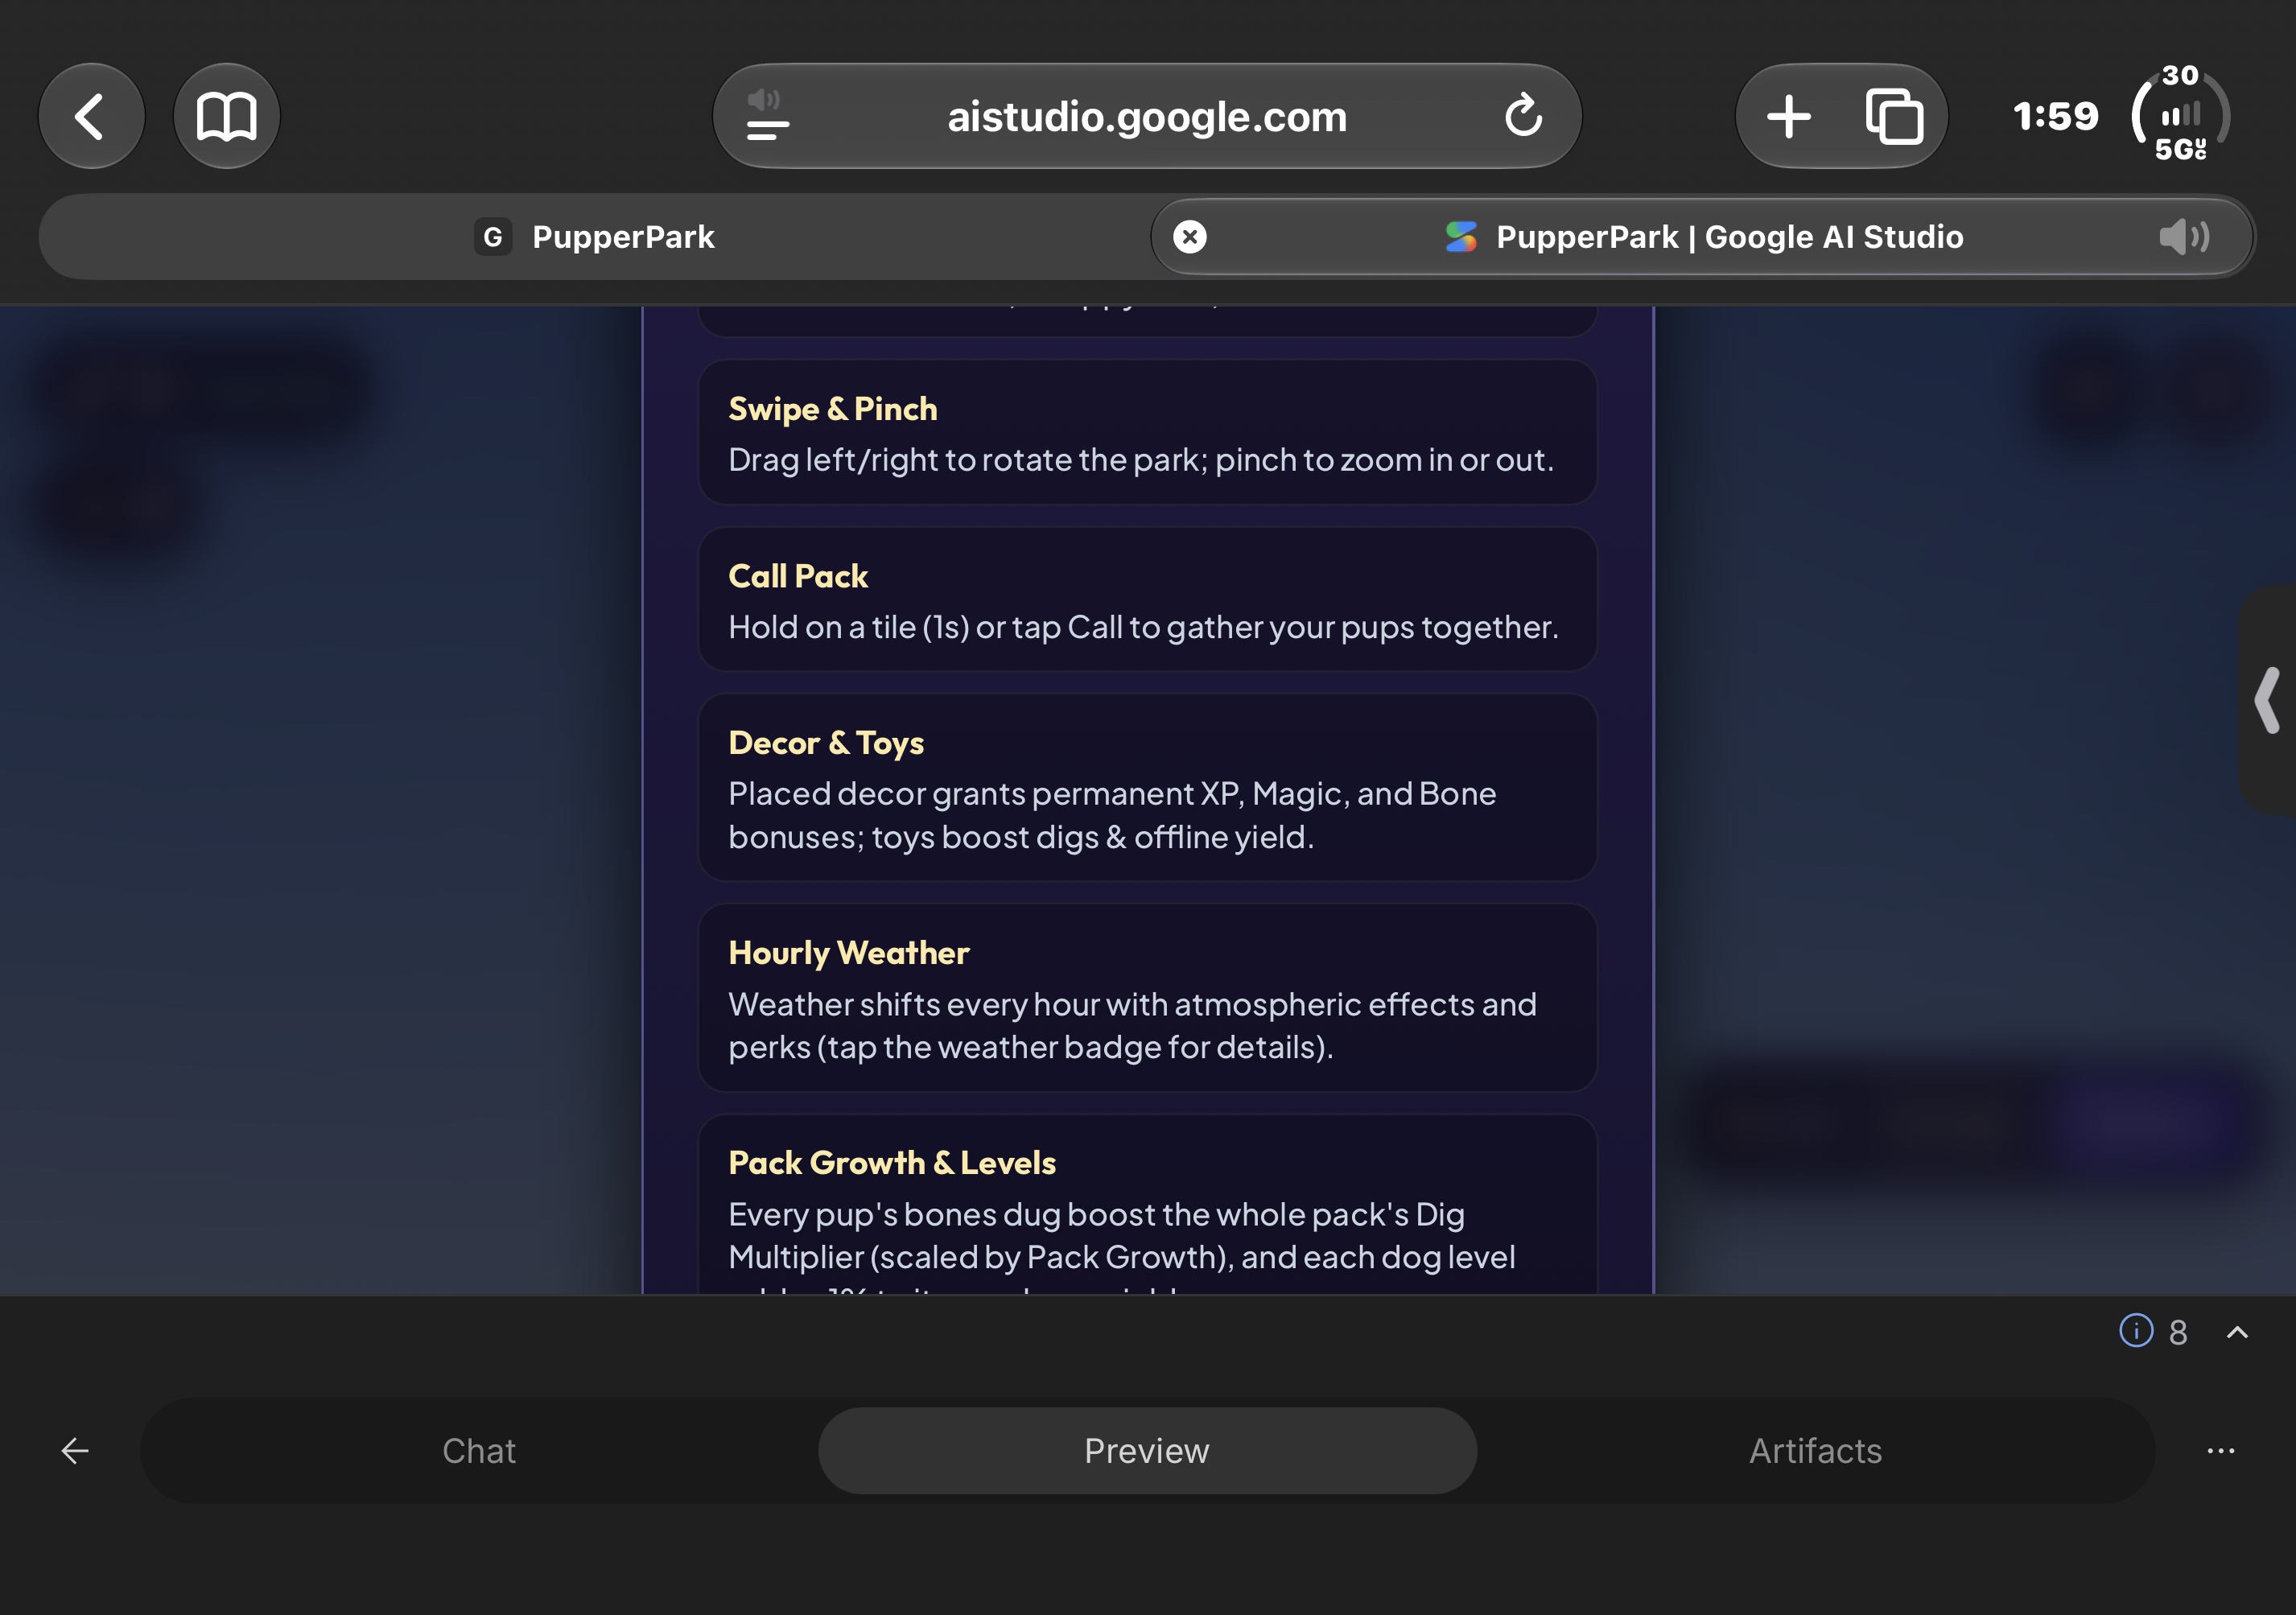 aistudio.google.com
1:59
30
5G
G PupperPark
PupperPark | Google AI Studio
Swipe & Pinch
Drag left/right to rotate the park; pinch to zoom in or out.
Call Pack
Hold on a tile (1s) or tap Call to gather your pups together.
Decor & Toys
Placed decor grants permanent XP, Magic, and Bone
bonuses; toys boost digs & offline yield.
Hourly Weather
Weather shifts every hour with atmospheric effects and
perks (tap the weather badge for details).
Pack Growth & Levels
Every pup's bones dug boost the whole pack's Dig
Multiplier (scaled by Pack Growth), and each dog level
8
Chat
Preview
Artifacts